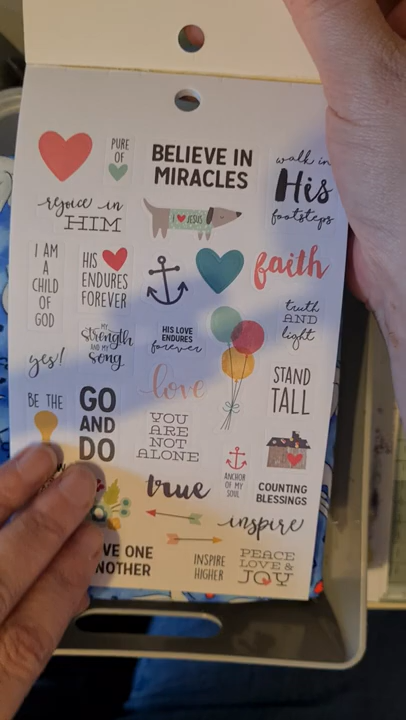 PURE
OF
BELIEVE IN
MIRACLES
walk in
His
footsteps
rejoice in
HIM
I ♥ JESUS
I AM
A
CHILD
OF
GOD
HIS
ENDURES
FOREVER
faith
truth
AND
light
MY
strength
AND MY
song
HIS LOVE
ENDURES
forever
yes!
BE THE
GO
AND
DO
love
STAND
TALL
YOU
ARE
NOT
ALONE
ANCHOR
OF MY
SOUL
true
COUNTING
BLESSINGS
inspire
VE ONE
NOTHER
INSPIRE
HIGHER
PEACE
LOVE &
JOY